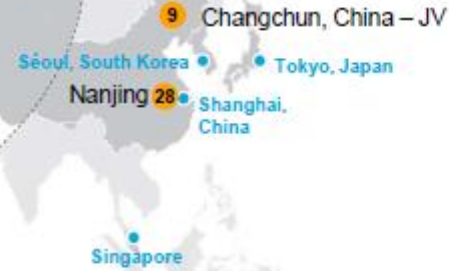 9 Changchun, China – JV
Séoul, South Korea
Tokyo, Japan
Nanjing 28
Shanghai,
China
Singapore